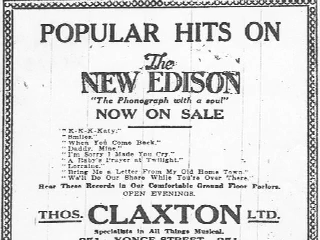 POPULAR HITS ON
The
NEW EDISON
"The Phonograph with a soul"
NOW ON SALE
"K-K-K-Katy."
"Smiles."
"When You Come Back."
"Daddy Mine."
"I'm Sorry I Made You Cry."
"A Baby's Prayer at Twilight."
"Lorraine."
"Bring Me a Letter From My Old Home Town."
"We'll Do Our Share While You're Over There."
Hear These Records in Our Comfortable Ground Floor Parlors.
OPEN EVENINGS.
THOS. CLAXTON LTD.
Specialists in All Things Musical.
YONGE STREET